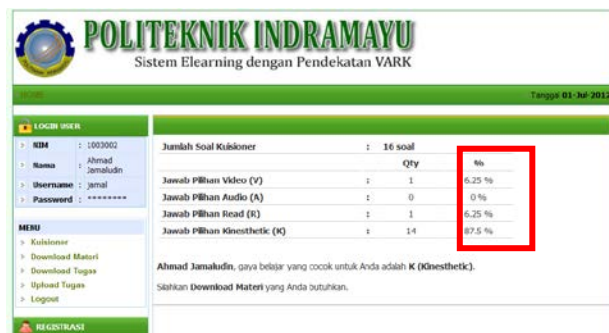 POLITEKNIK INDRAMAYU
Sistem Elearning dengan Pendekatan VARK
HOME
Tanggal 01-Jul-2012
LOGIN USER
NIM : 1003002
Nama : Ahmad Jamaludin
Username : jamal
Password : ********
MENU
Kuisioner
Download Materi
Download Tugas
Upload Tugas
Logout
REGISTRASI
Jumlah Soal Kuisioner : 16 soal
Qty %
Jawab Pilihan Video (V) : 1 6.25 %
Jawab Pilihan Audio (A) : 0 0 %
Jawab Pilihan Read (R) : 1 6.25 %
Jawab Pilihan Kinesthetic (K) : 14 87.5 %
Ahmad Jamaludin, gaya belajar yang cocok untuk Anda adalah K (Kinesthetic).
Silahkan Download Materi yang Anda butuhkan.